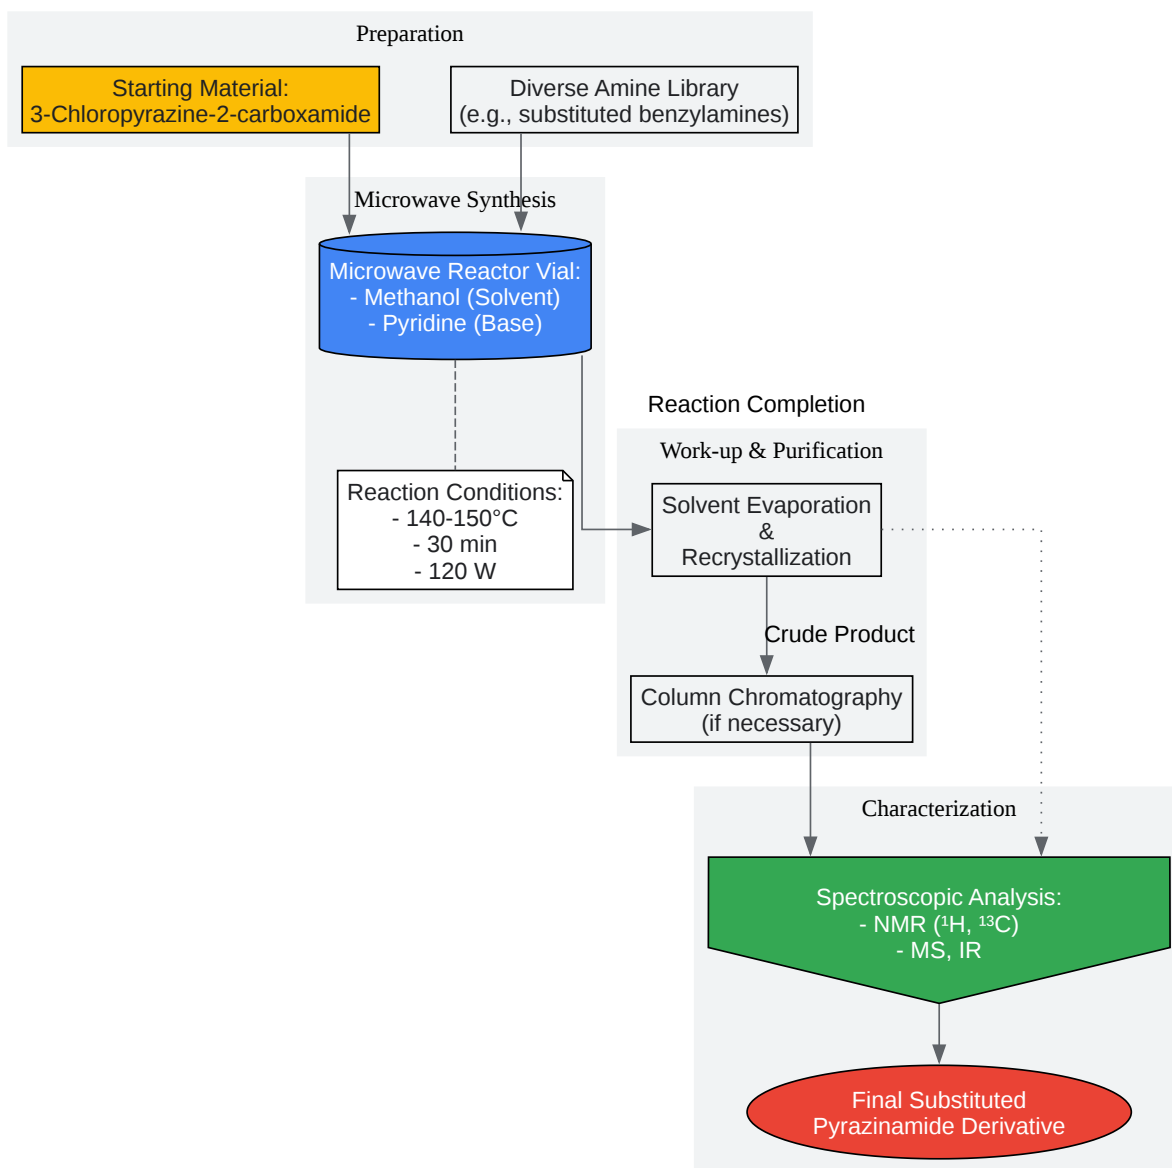 Preparation
Starting Material:
3-Chloropyrazine-2-carboxamide
Diverse Amine Library
(e.g., substituted benzylamines)
Microwave Synthesis
Microwave Reactor Vial:
- Methanol (Solvent)
- Pyridine (Base)
Reaction Conditions:
- 140-150°C
- 30 min
- 120 W
Reaction Completion
Work-up & Purification
Solvent Evaporation
&
Recrystallization
Crude Product
Column Chromatography
(if necessary)
Characterization
Spectroscopic Analysis:
- NMR (¹H, ¹³C)
- MS, IR
Final Substituted
Pyrazinamide Derivative